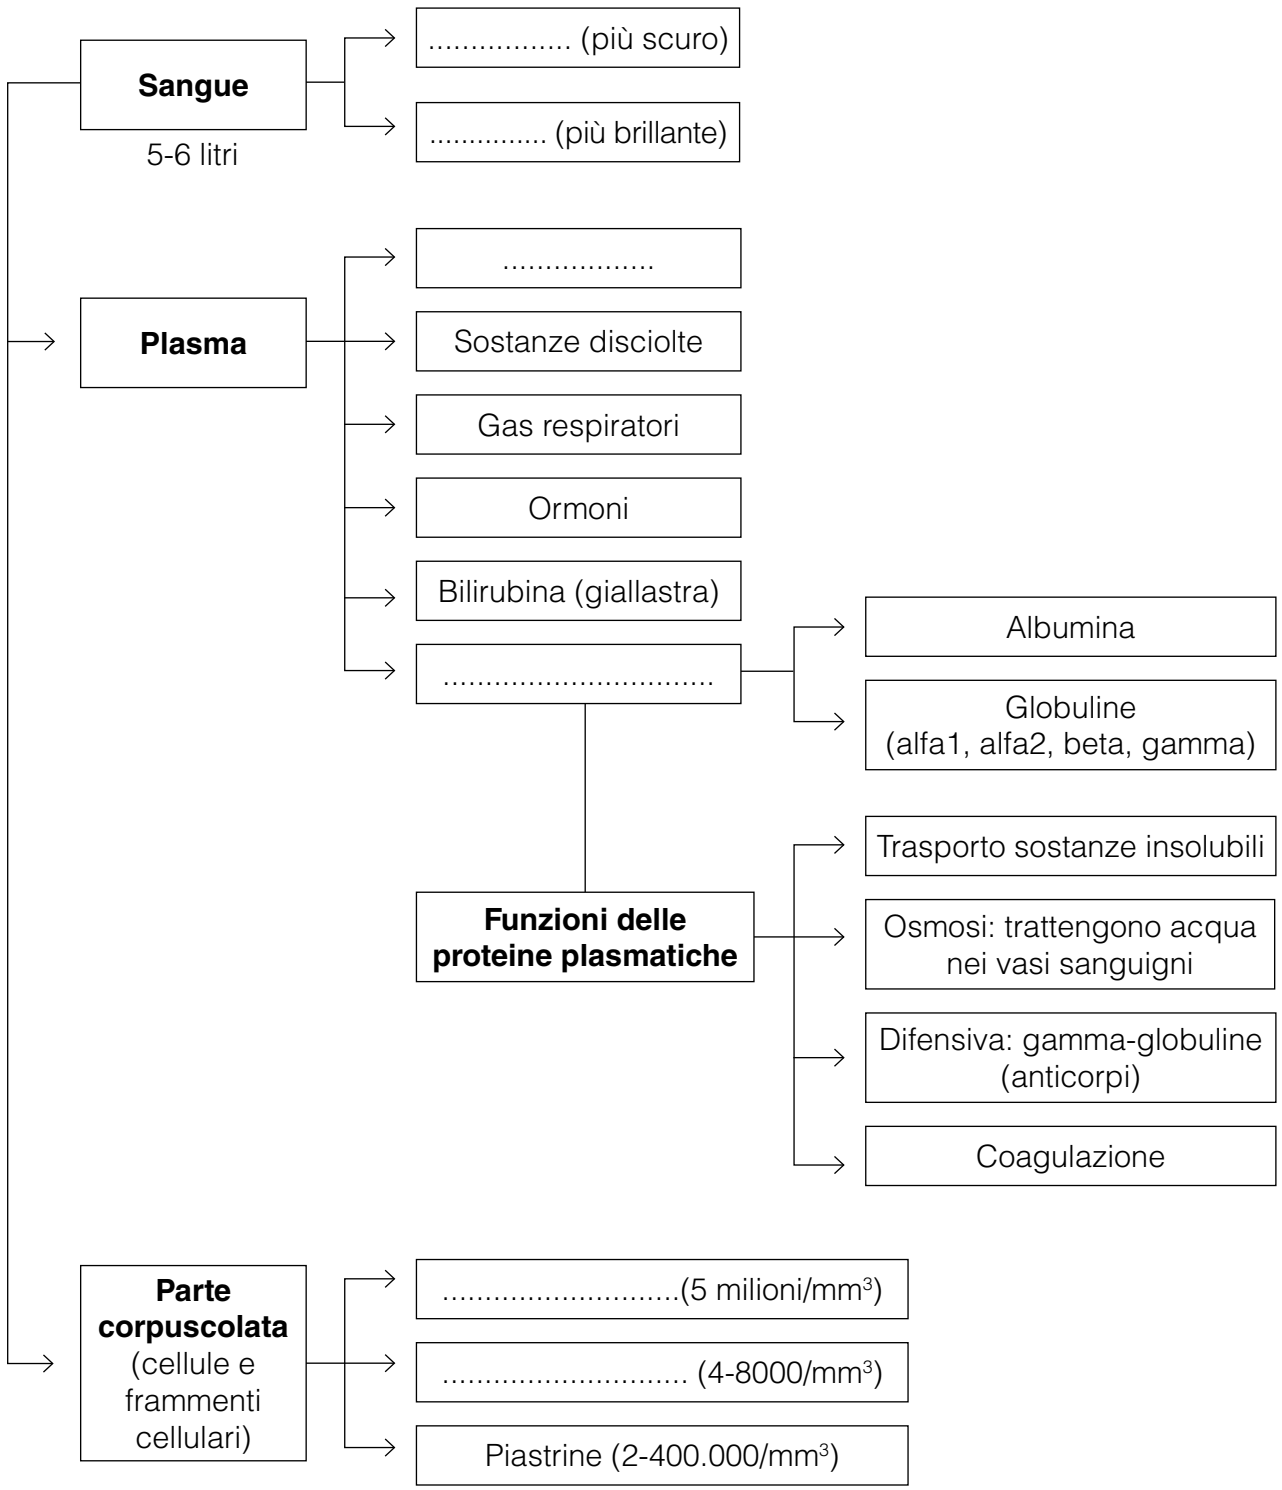 ................. (più scuro)
Sangue
5-6 litri
............... (più brillante)
..................
Plasma
Sostanze disciolte
Gas respiratori
Ormoni
Bilirubina (giallastra)
................................
Albumina
Globuline
(alfa1, alfa2, beta, gamma)
Funzioni delle
proteine plasmatiche
Trasporto sostanze insolubili
Osmosi: trattengono acqua
nei vasi sanguigni
Difensiva: gamma-globuline
(anticorpi)
Coagulazione
Parte
corpuscolata
(cellule e
frammenti
cellulari)
............................(5 milioni/mm³)
............................. (4-8000/mm³)
Piastrine (2-400.000/mm³)